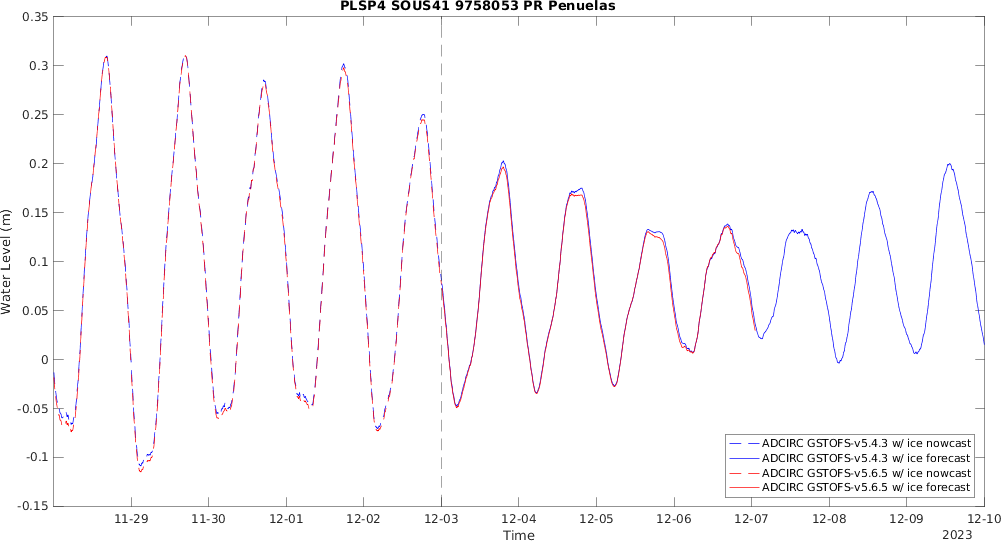 PLSP4 SOUS41 9758053 PR Penuelas
0.35
0.3
0.25
0.2
0.15
0.1
0.05
0
-0.05
-0.1
-0.15
Water Level (m)
11-29 11-30 12-01 12-02 12-03 12-04 12-05 12-06 12-07 12-08 12-09 12-10
Time
2023
ADCIRC GSTOFS-v5.4.3 w/ ice nowcast
ADCIRC GSTOFS-v5.4.3 w/ ice forecast
ADCIRC GSTOFS-v5.6.5 w/ ice nowcast
ADCIRC GSTOFS-v5.6.5 w/ ice forecast